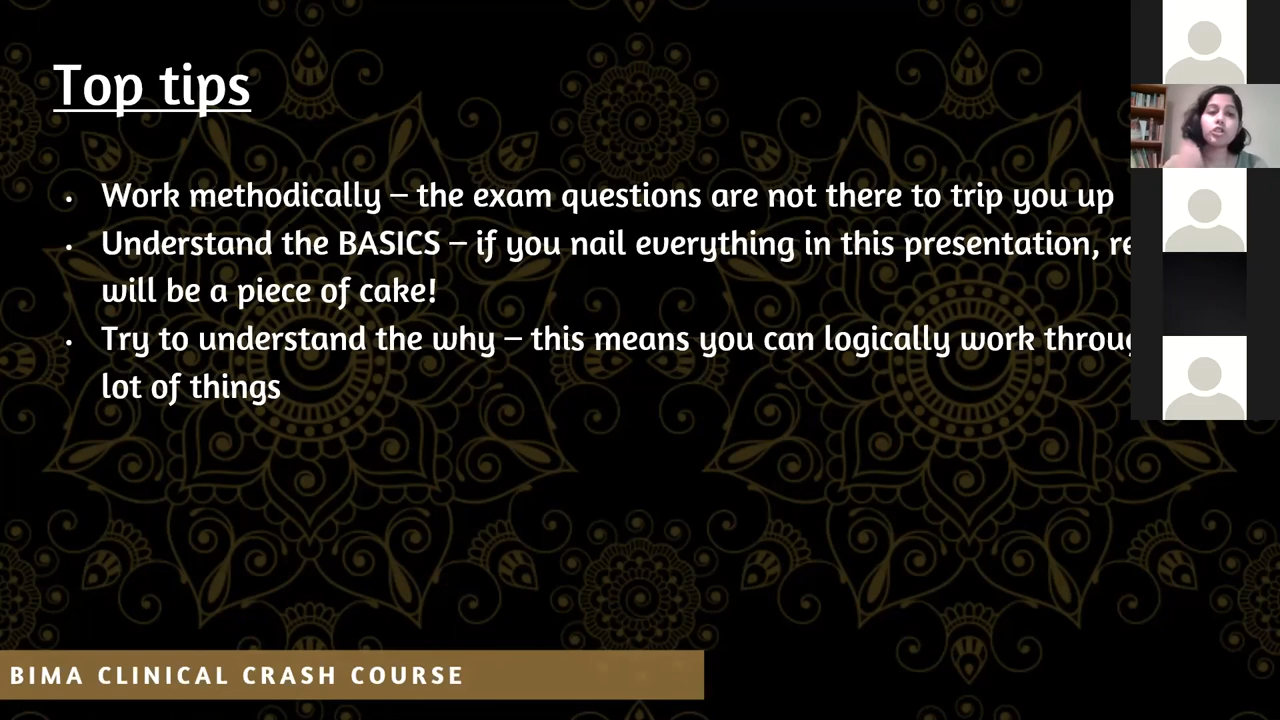 Top tips
• Work methodically – the exam questions are not there to trip you up
• Understand the BASICS – if you nail everything in this presentation,
will be a piece of cake!
• Try to understand the why – this means you can logically work
lot of things
BIMA CLINICAL CRASH COURSE